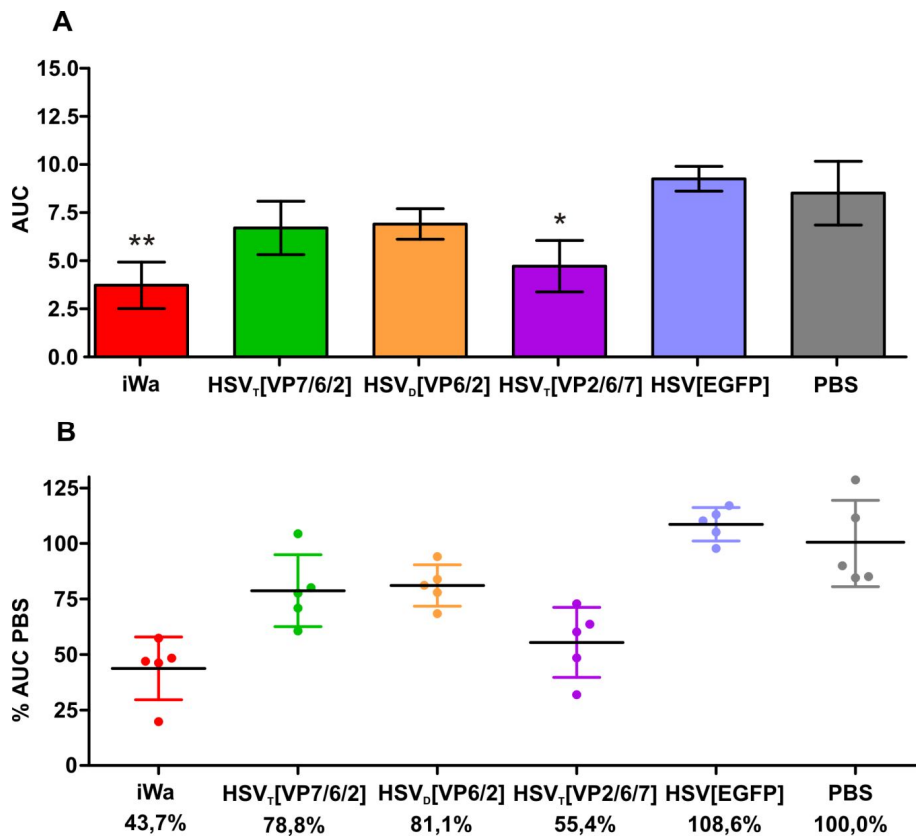 A
15.0
12.5
10.0
7.5
5.0
2.5
0.0
AUC
** *
iWa HSVT[VP7/6/2] HSVD[VP6/2] HSVT[VP2/6/7] HSV[EGFP] PBS
B
125
100
75
50
25
0
% AUC PBS
iWa HSVT[VP7/6/2] HSVD[VP6/2] HSVT[VP2/6/7] HSV[EGFP] PBS
43,7% 78,8% 81,1% 55,4% 108,6% 100,0%